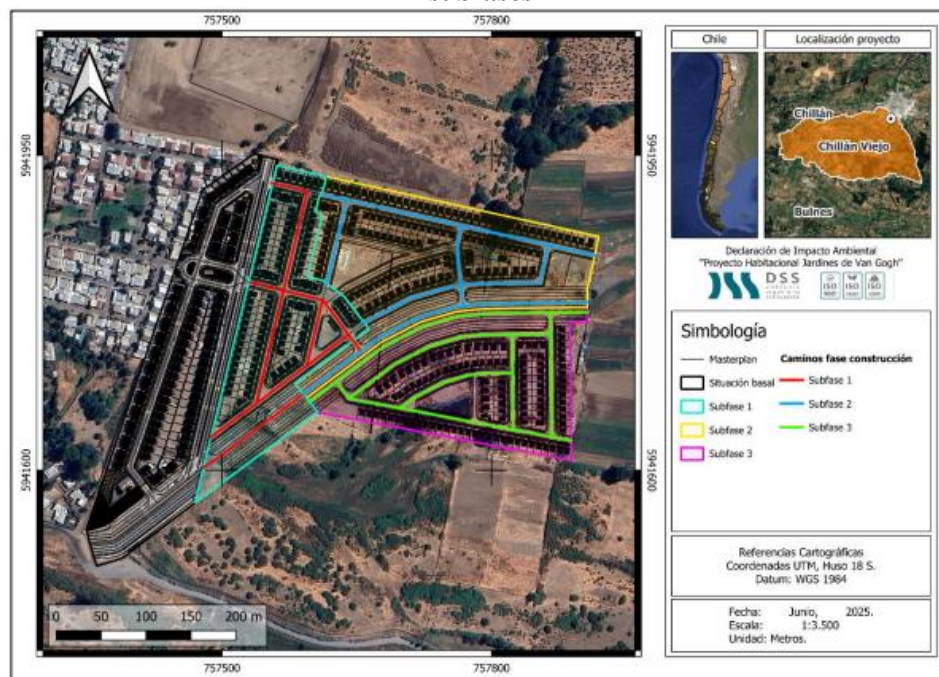 757500 757800
5941950 5941950
5941600 5941600
0 50 100 150 200 m
757500 757800
Chile Localización proyecto
Chillán
Chillán Viejo
Bulnes
Declaración de Impacto Ambiental
"Proyecto Habitacional Jardines de Van Gogh"
DSS
ISO ISO ISO
Simbología
Masterplan
Situación basal
Subfase 1
Subfase 2
Subfase 3
Caminos fase construcción
Subfase 1
Subfase 2
Subfase 3
Referencias Cartográficas
Coordenadas UTM, Huso 18 S.
Datum: WGS 1984
Fecha: Junio, 2025.
Escala: 1:3.500
Unidad: Metros.